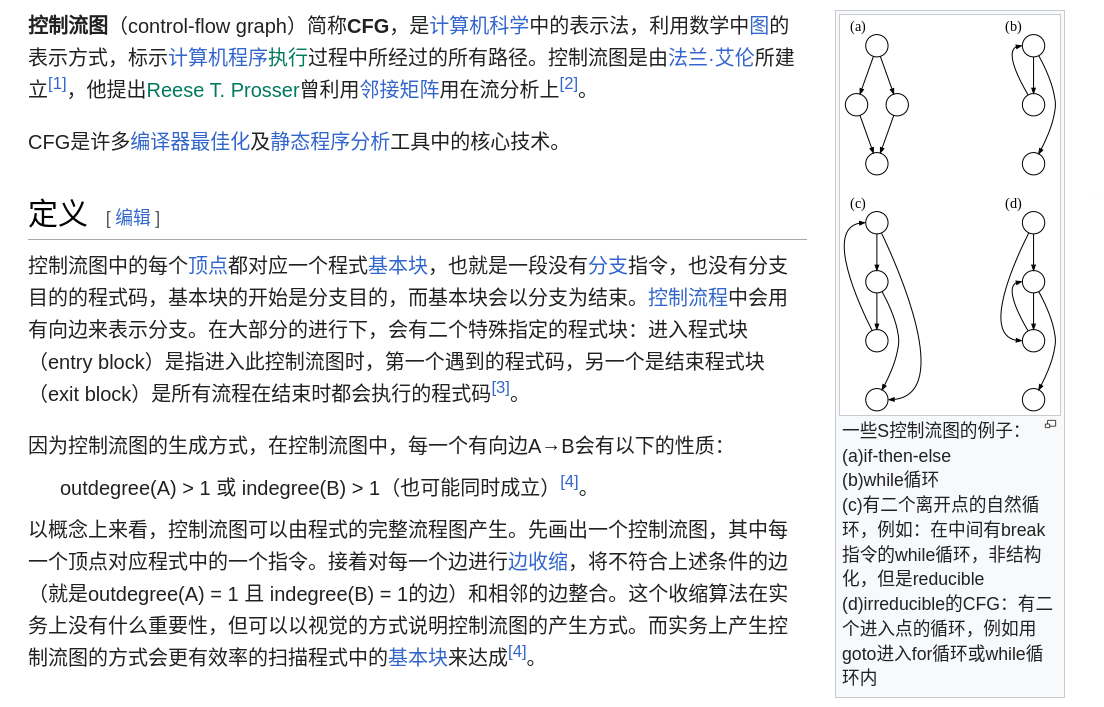 控制流图（control-flow graph）简称CFG，是计算机科学中的表示法，利用数学中图的
表示方式，标示计算机程序执行过程中所经过的所有路径。控制流图是由法兰·艾伦所建
立[1]，他提出Reese T. Prosser曾利用邻接矩阵用在流分析上[2]。
CFG是许多编译器最佳化及静态程序分析工具中的核心技术。
定义 [ 编辑 ]
控制流图中的每个顶点都对应一个程式基本块，也就是一段没有分支指令，也没有分支
目的的程式码，基本块的开始是分支目的，而基本块会以分支为结束。控制流程中会用
有向边来表示分支。在大部分的进行下，会有二个特殊指定的程式块：进入程式块
（entry block）是指进入此控制流图时，第一个遇到的程式码，另一个是结束程式块
（exit block）是所有流程在结束时都会执行的程式码[3]。
因为控制流图的生成方式，在控制流图中，每一个有向边A→B会有以下的性质：
outdegree(A) > 1 或 indegree(B) > 1（也可能同时成立）[4]。
以概念上来看，控制流图可以由程式的完整流程图产生。先画出一个控制流图，其中每
一个顶点对应程式中的一个指令。接着对每一个边进行边收缩，将不符合上述条件的边
（就是outdegree(A) = 1 且 indegree(B) = 1的边）和相邻的边整合。这个收缩算法在实
务上没有什么重要性，但可以以视觉的方式说明控制流图的产生方式。而实务上产生控
制流图的方式会更有效率的扫描程式中的基本块来达成[4]。
(a)
(b)
(c)
(d)
一些S控制流图的例子：
(a)if-then-else
(b)while循环
(c)有二个离开点的自然循
环，例如：在中间有break
指令的while循环，非结构
化，但是reducible
(d)irreducible的CFG：有二
个进入点的循环，例如用
goto进入for循环或while循
环内